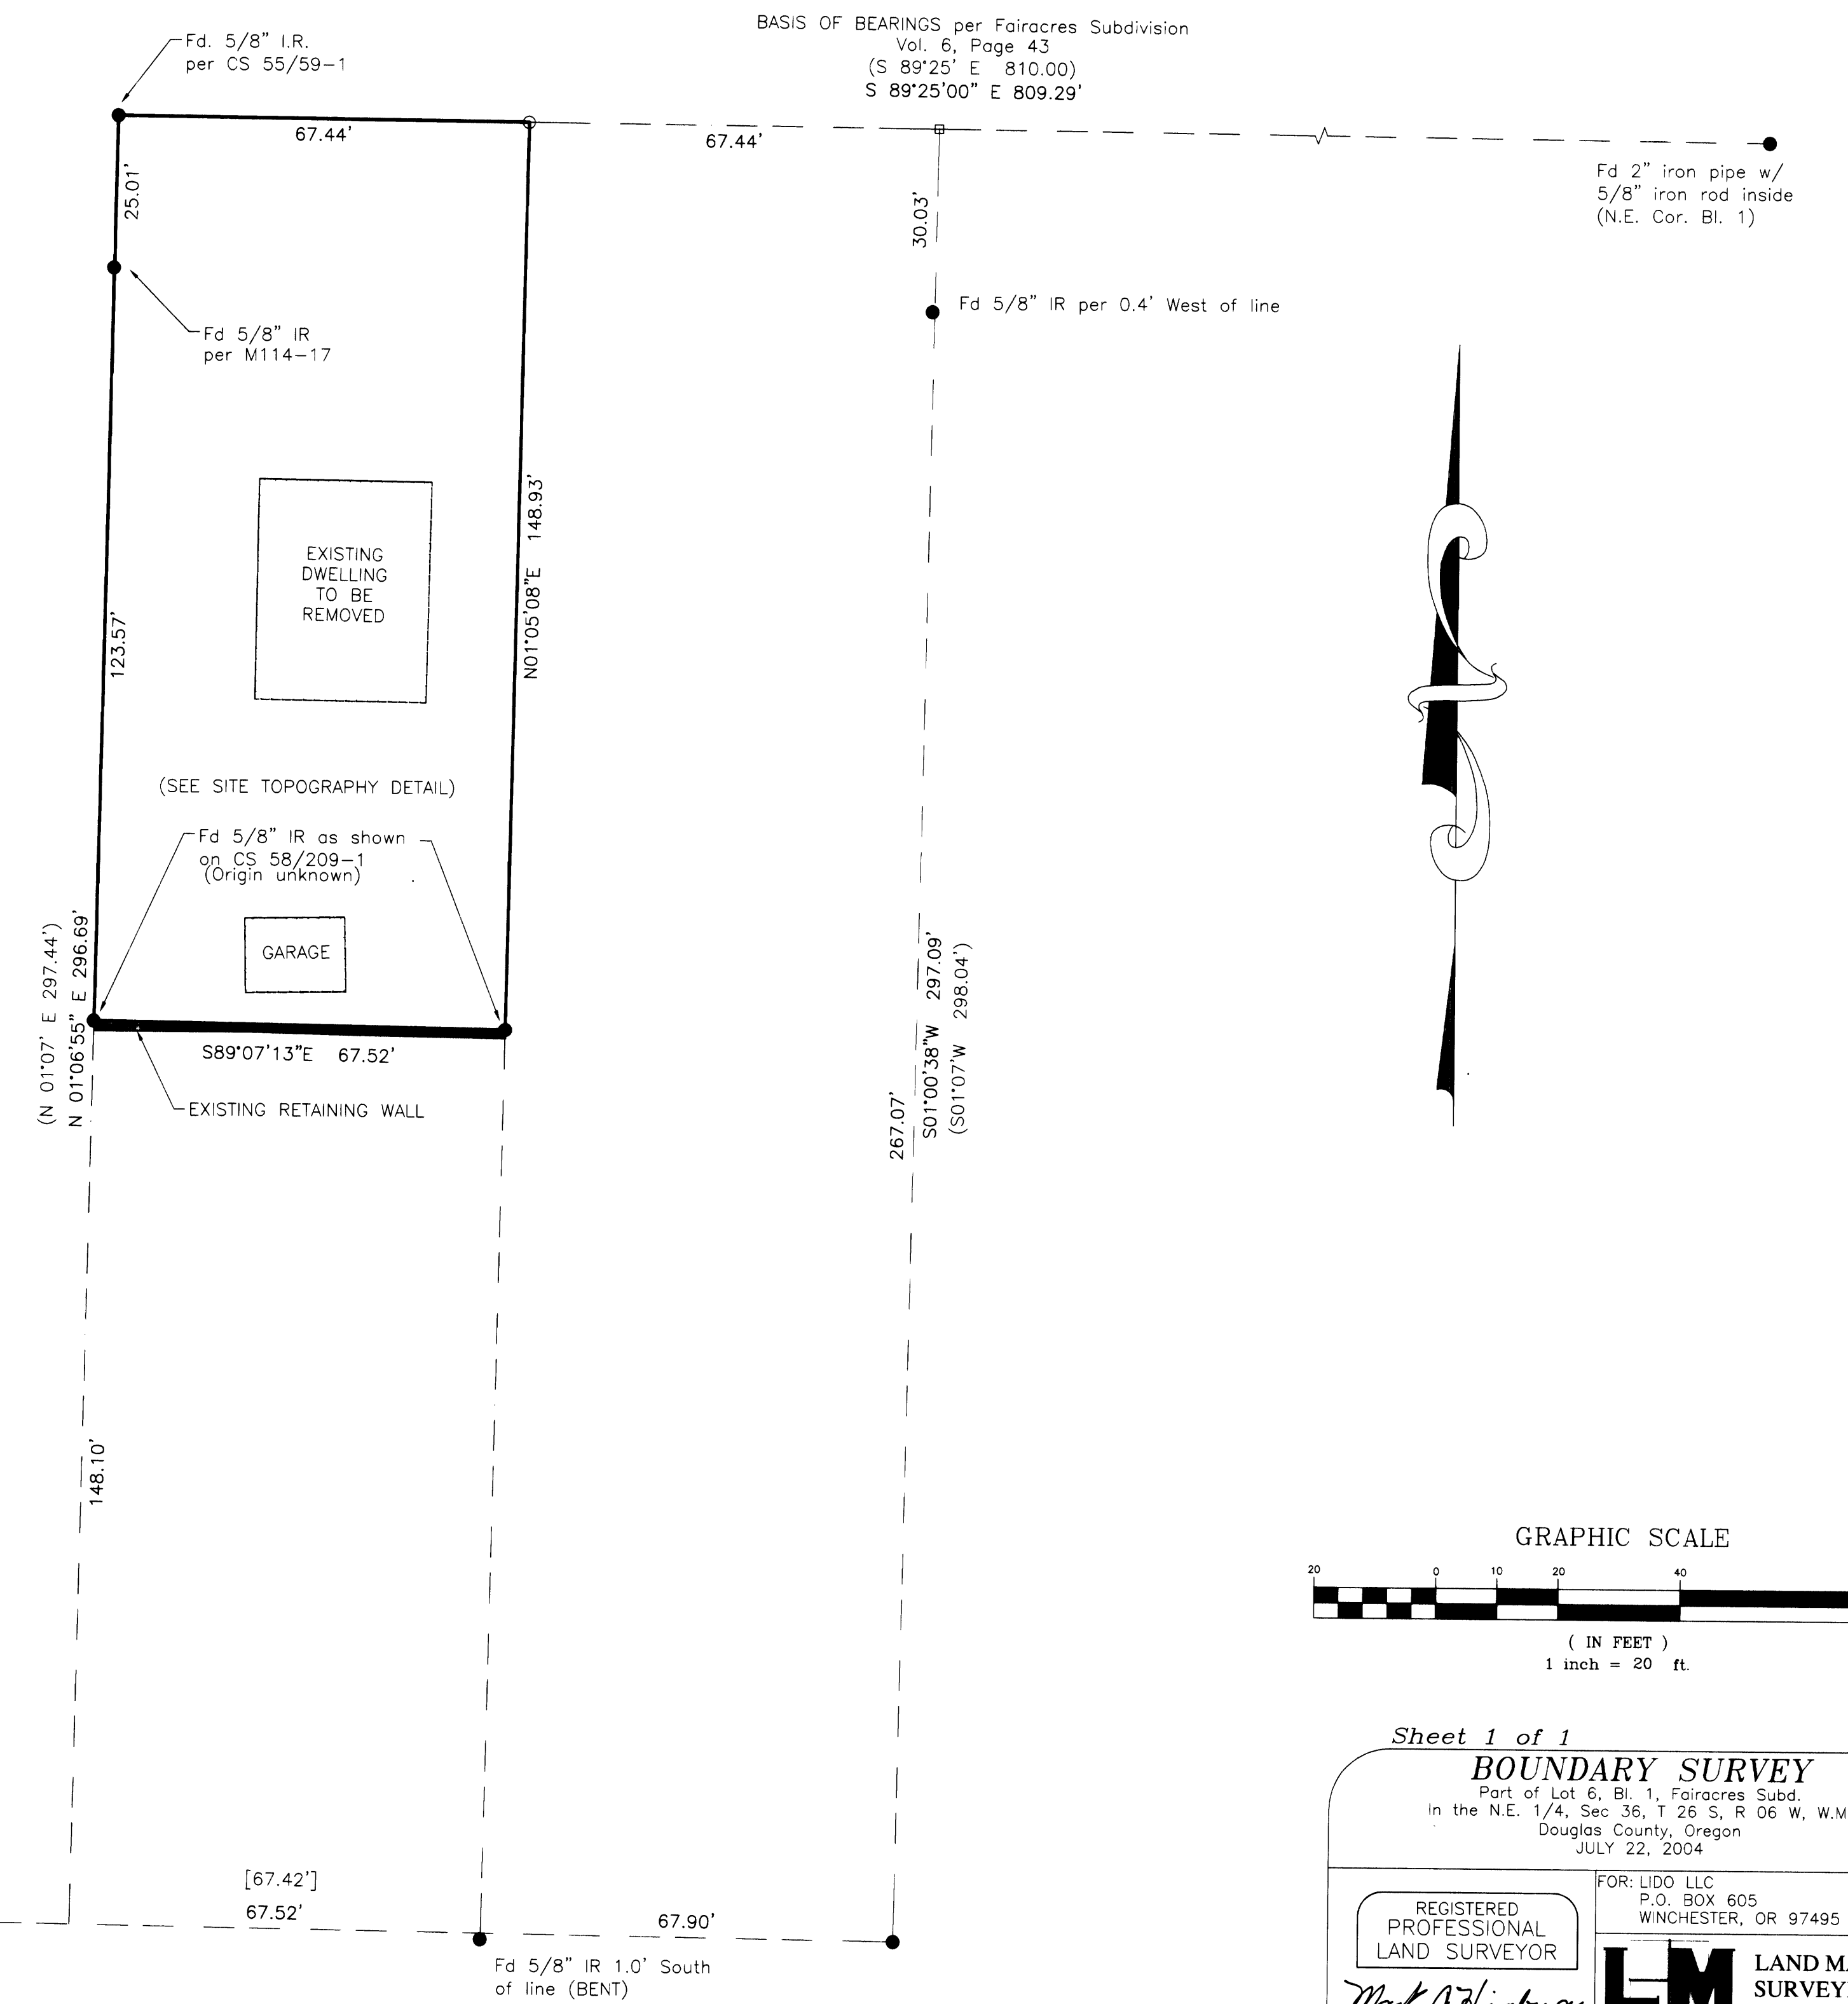 BASIS OF BEARINGS per Fairacres Subdivision
Vol. 6, Page 43
(S 89°25' E 810.00)
S 89°25'00" E 809.29'
Fd. 5/8" I.R.
per CS 55/59-1
67.44'
67.44'
Fd 2" iron pipe w/
5/8" iron rod inside
(N.E. Cor. Bl. 1)
25.01'
30.03'
Fd 5/8" IR per 0.4' West of line
Fd 5/8" IR
per M114-17
EXISTING
DWELLING
TO BE
REMOVED
123.57'
N01°05'08"E 148.93'
(SEE SITE TOPOGRAPHY DETAIL)
Fd 5/8" IR as shown
on CS 58/209-1
(Origin unknown)
GARAGE
(N 01°07' E 297.44')
N 01°06'55" E 296.69'
S89°07'13"E 67.52'
EXISTING RETAINING WALL
267.07'
S01°00'38"W 297.09'
(S01°07'W 298.04')
148.10'
GRAPHIC SCALE
20 0 10 20 40
( IN FEET )
1 inch = 20 ft.
Sheet 1 of 1
BOUNDARY SURVEY
Part of Lot 6, Bl. 1, Fairacres Subd.
In the N.E. 1/4, Sec 36, T 26 S, R 06 W, W.M
Douglas County, Oregon
JULY 22, 2004
[67.42']
67.52'
67.90'
Fd 5/8" IR 1.0' South
of line (BENT)
REGISTERED
PROFESSIONAL
LAND SURVEYOR
FOR: LIDO LLC
P.O. BOX 605
WINCHESTER, OR 97495
LM
LAND MA
SURVEY